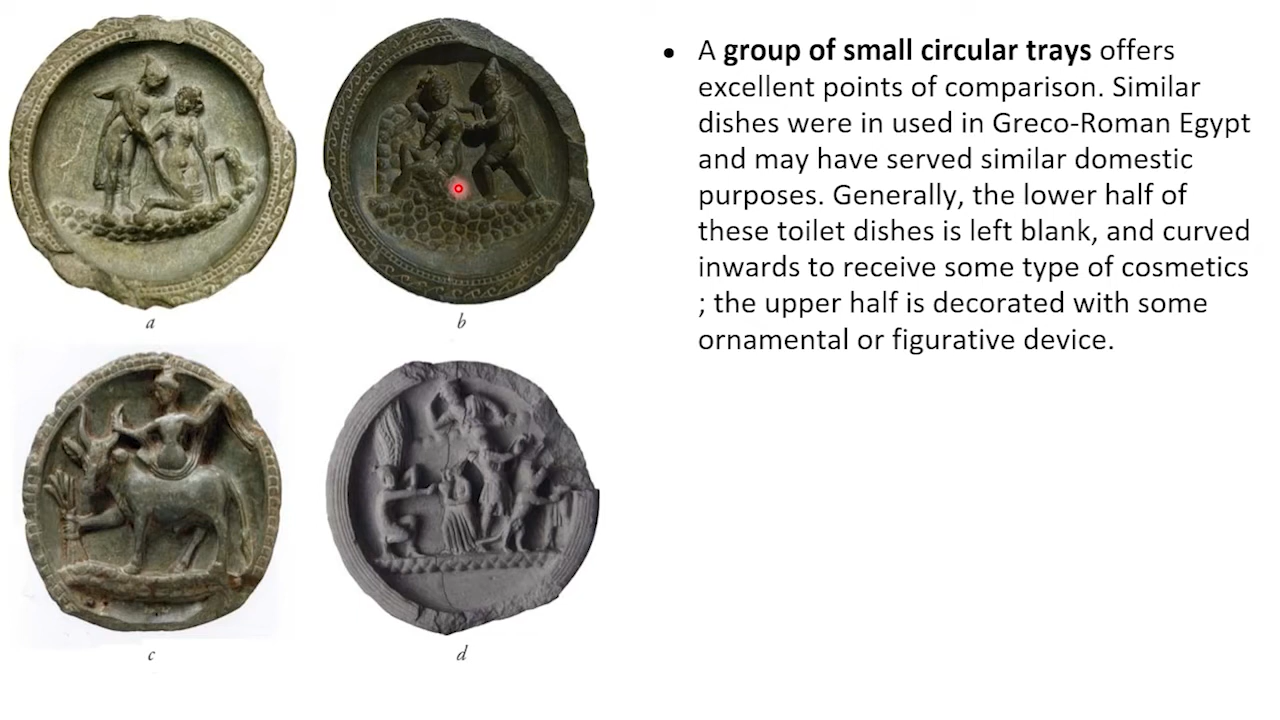 a
b
c
d
• A group of small circular trays offers
excellent points of comparison. Similar
dishes were in used in Greco-Roman Egypt
and may have served similar domestic
purposes. Generally, the lower half of
these toilet dishes is left blank, and curved
inwards to receive some type of cosmetics
; the upper half is decorated with some
ornamental or figurative device.